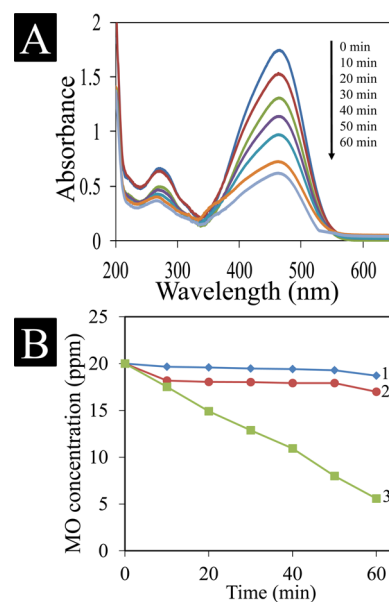 A
2
1.5
1
0.5
0
Absorbance
0 min
10 min
20 min
30 min
40 min
50 min
60 min
200 300 400 500 600
Wavelength (nm)
B
25
20
15
10
5
0
MO concentration (ppm)
1
2
3
0 20 40 60
Time (min)